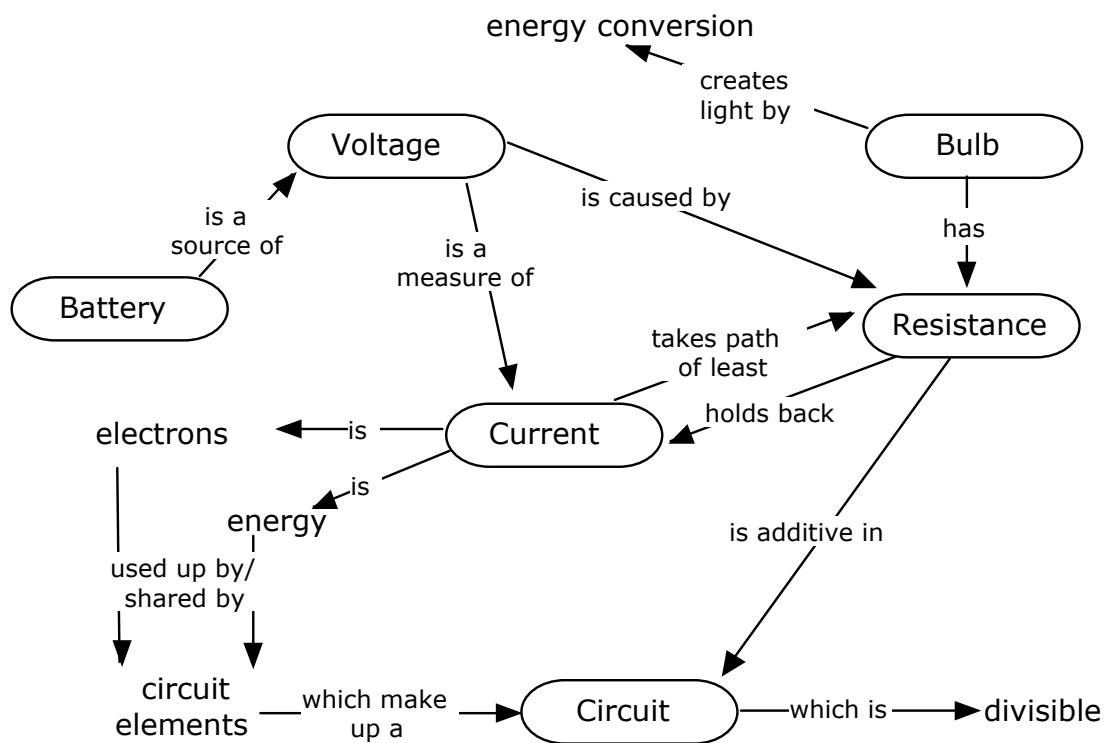 energy conversion
creates
light by
Voltage
Bulb
is caused by
is a
source of
is a
measure of
has
Battery
Resistance
takes path
of least
holds back
electrons
is
Current
is
energy
is additive in
used up by/
shared by
circuit
elements
which make
up a
Circuit
which is
divisible